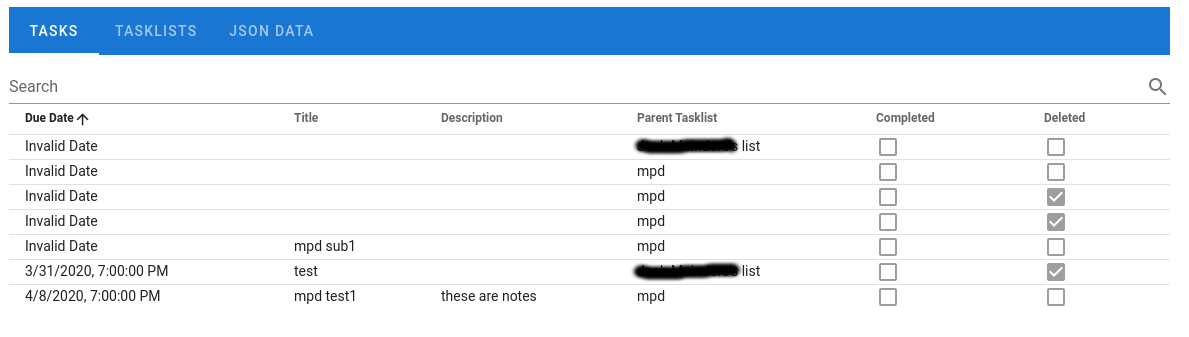 TASKS TASKLISTS JSON DATA
Search
Due Date Title Description Parent Tasklist Completed Deleted
Invalid Date list
Invalid Date mpd
Invalid Date mpd
Invalid Date mpd
Invalid Date mpd sub1 mpd
3/31/2020, 7:00:00 PM test list
4/8/2020, 7:00:00 PM mpd test1 these are notes mpd